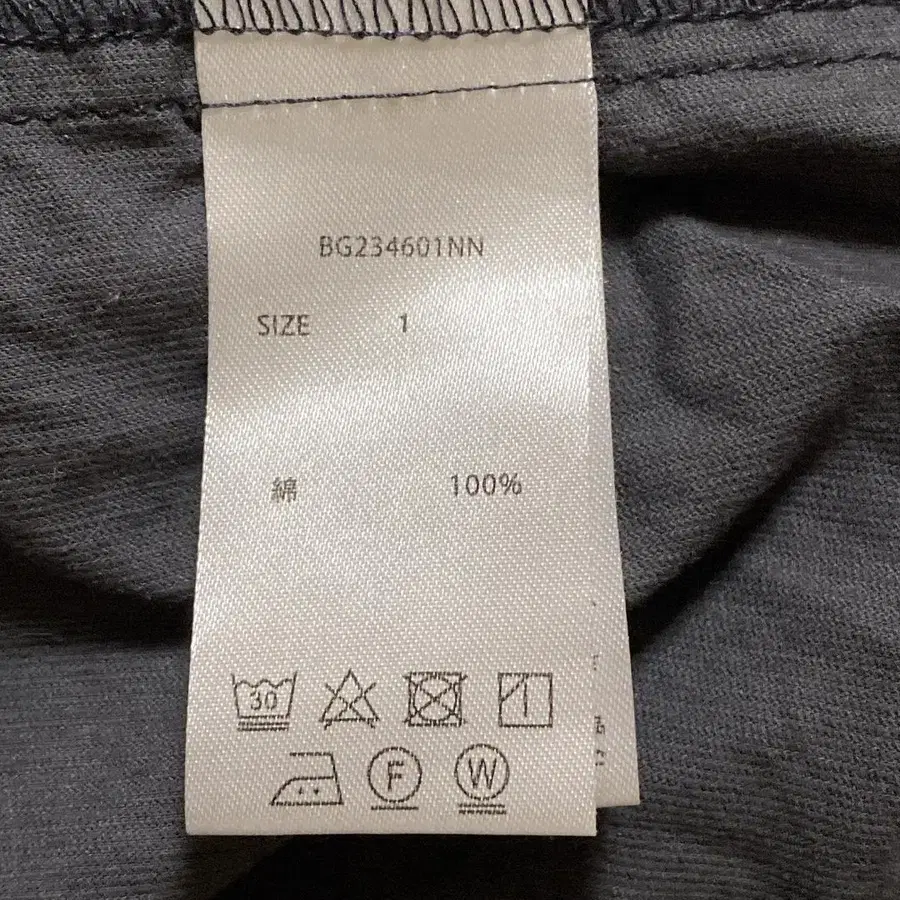 BG234601NN
SIZE 1
綿 100%
30
F W